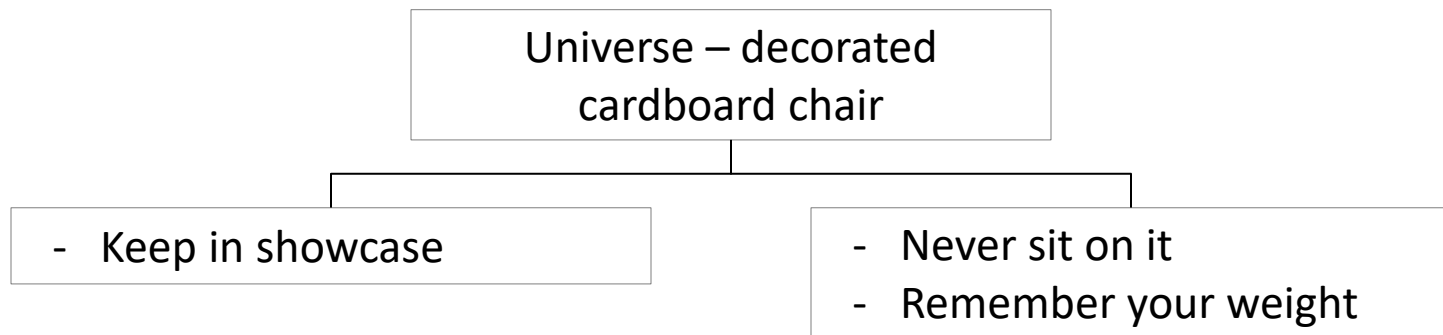 Universe – decorated
cardboard chair
- Keep in showcase
- Never sit on it
- Remember your weight